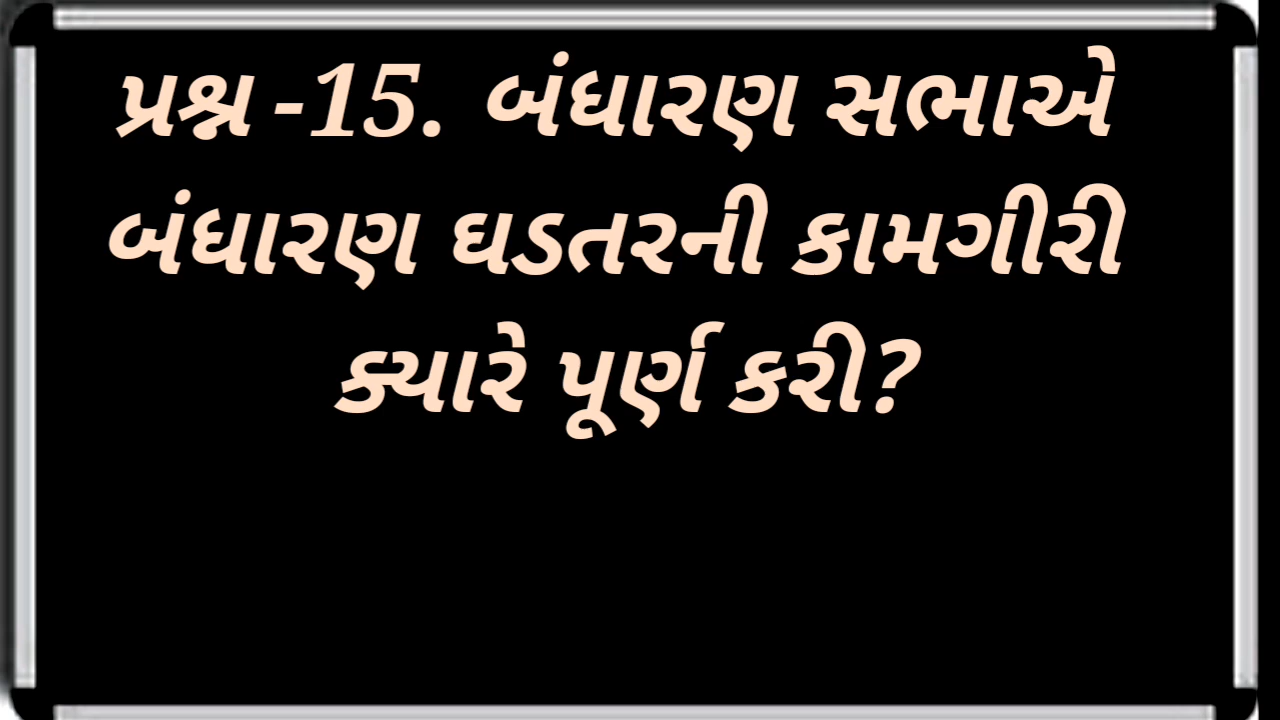 પ્રશ્ન -15. બંધારણ સભાએ
બંધારણ ઘડતરની કામગીરી
ક્યારે પૂર્ણ કરી?